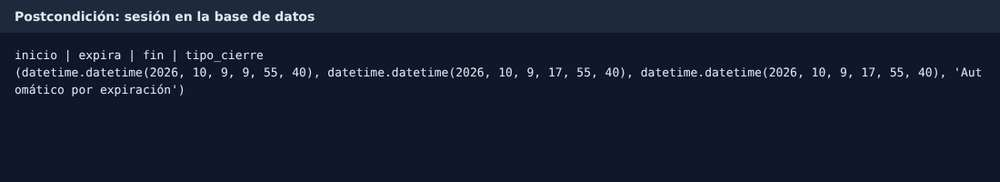 Postcondición: sesión en la base de datos
inicio | expira | fin | tipo_cierre
(datetime.datetime(2026, 10, 9, 9, 55, 40), datetime.datetime(2026, 10, 9, 17, 55, 40), datetime.datetime(2026, 10, 9, 17, 55, 40), 'Aut
omático por expiración')